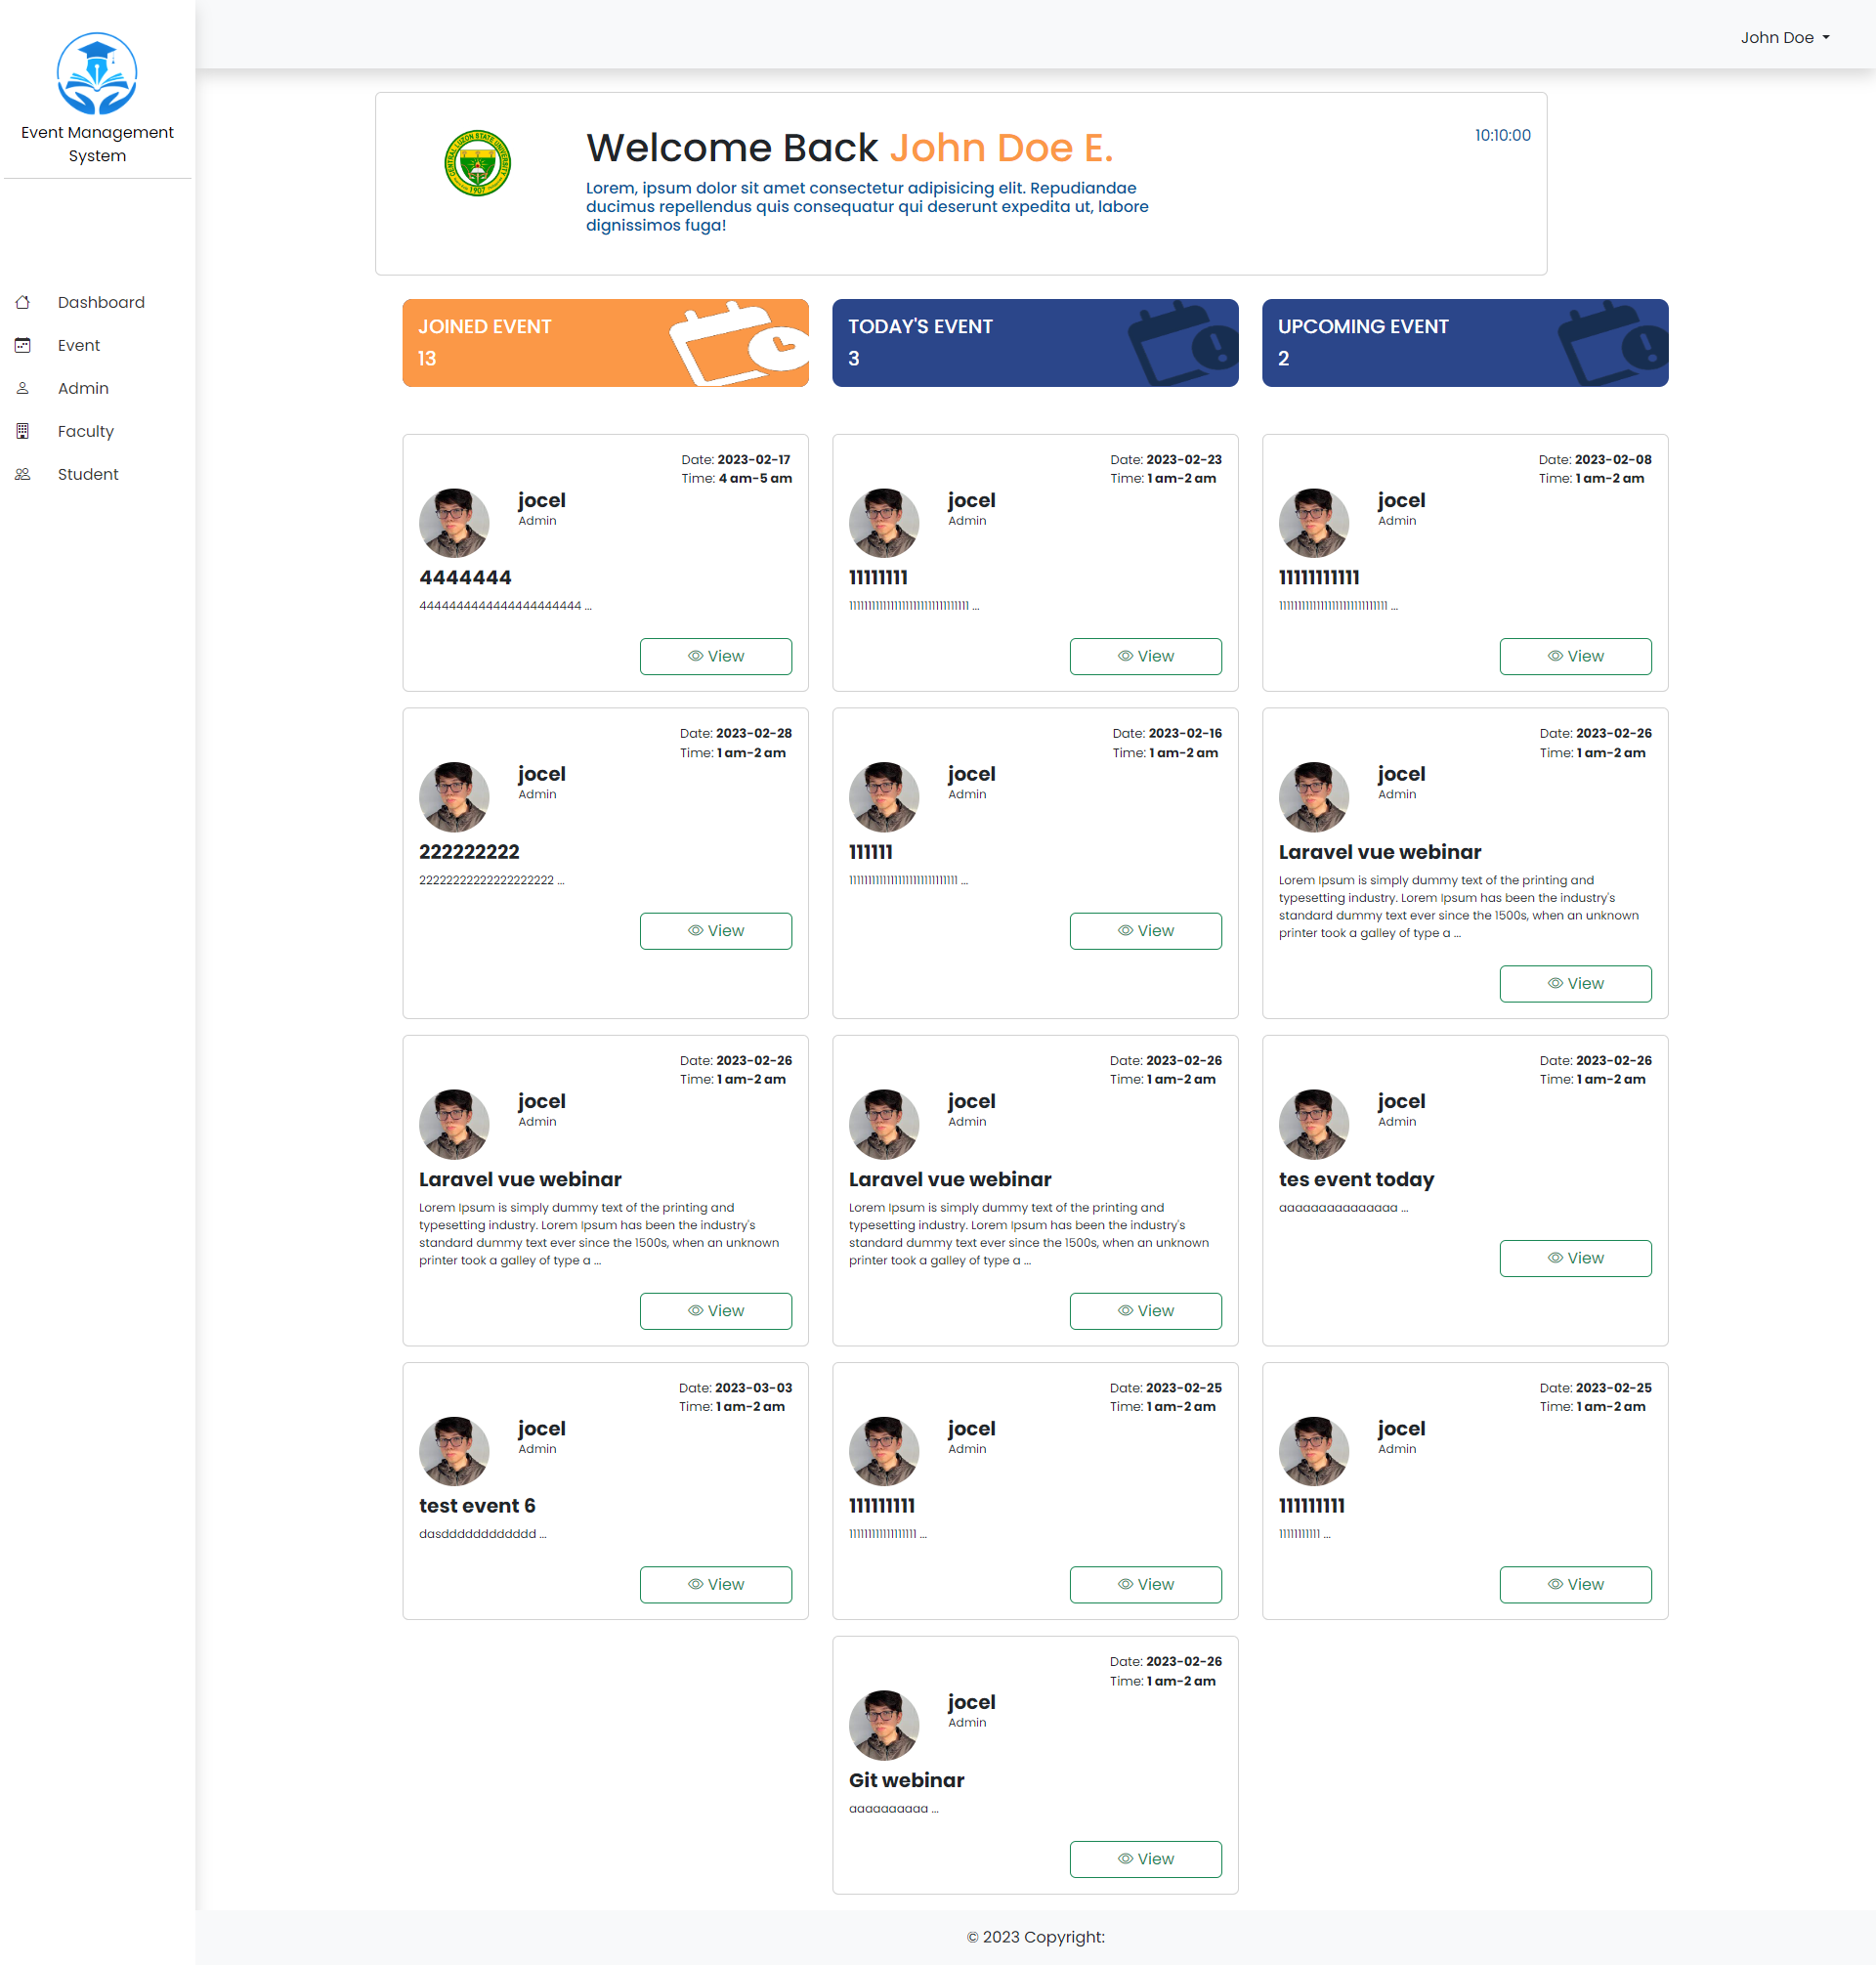 Event Management
System
John Doe
Dashboard
Event
Admin
Faculty
Student
CENTRAL LUZON STATE UNIVERSITY
1907
Welcome Back John Doe E.
10:10:00
Lorem, ipsum dolor sit amet consectetur adipisicing elit. Repudiandae
ducimus repellendus quis consequatur qui deserunt expedita ut, labore
dignissimos fuga!
JOINED EVENT
13
TODAY'S EVENT
3
UPCOMING EVENT
2
Date: 2023-02-17
Time: 4 am-5 am
jocel
Admin
4444444
View
Date: 2023-02-23
Time: 1 am-2 am
jocel
Admin
11111111
View
Date: 2023-02-08
Time: 1 am-2 am
jocel
Admin
11111111111
View
Date: 2023-02-28
Time: 1 am-2 am
jocel
Admin
222222222
View
Date: 2023-02-16
Time: 1 am-2 am
jocel
Admin
111111
View
Date: 2023-02-26
Time: 1 am-2 am
jocel
Admin
Laravel vue webinar
Lorem Ipsum is simply dummy text of the printing and
typesetting industry. Lorem Ipsum has been the industry's
standard dummy text ever since the 1500s, when an unknown
printer took a galley of type a ...
View
Date: 2023-02-26
Time: 1 am-2 am
jocel
Admin
Laravel vue webinar
Lorem Ipsum is simply dummy text of the printing and
typesetting industry. Lorem Ipsum has been the industry's
standard dummy text ever since the 1500s, when an unknown
printer took a galley of type a ...
View
Date: 2023-02-26
Time: 1 am-2 am
jocel
Admin
Laravel vue webinar
Lorem Ipsum is simply dummy text of the printing and
typesetting industry. Lorem Ipsum has been the industry's
standard dummy text ever since the 1500s, when an unknown
printer took a galley of type a ...
View
Date: 2023-02-26
Time: 1 am-2 am
jocel
Admin
tes event today
aaaaaaaaaaaaaaa ...
View
Date: 2023-03-03
Time: 1 am-2 am
jocel
Admin
test event 6
dasddddddddddddd ...
View
Date: 2023-02-25
Time: 1 am-2 am
jocel
Admin
111111111
View
Date: 2023-02-25
Time: 1 am-2 am
jocel
Admin
111111111
11111111111 ...
View
Date: 2023-02-26
Time: 1 am-2 am
jocel
Admin
Git webinar
aaaaaaaaaa ...
View
© 2023 Copyright: